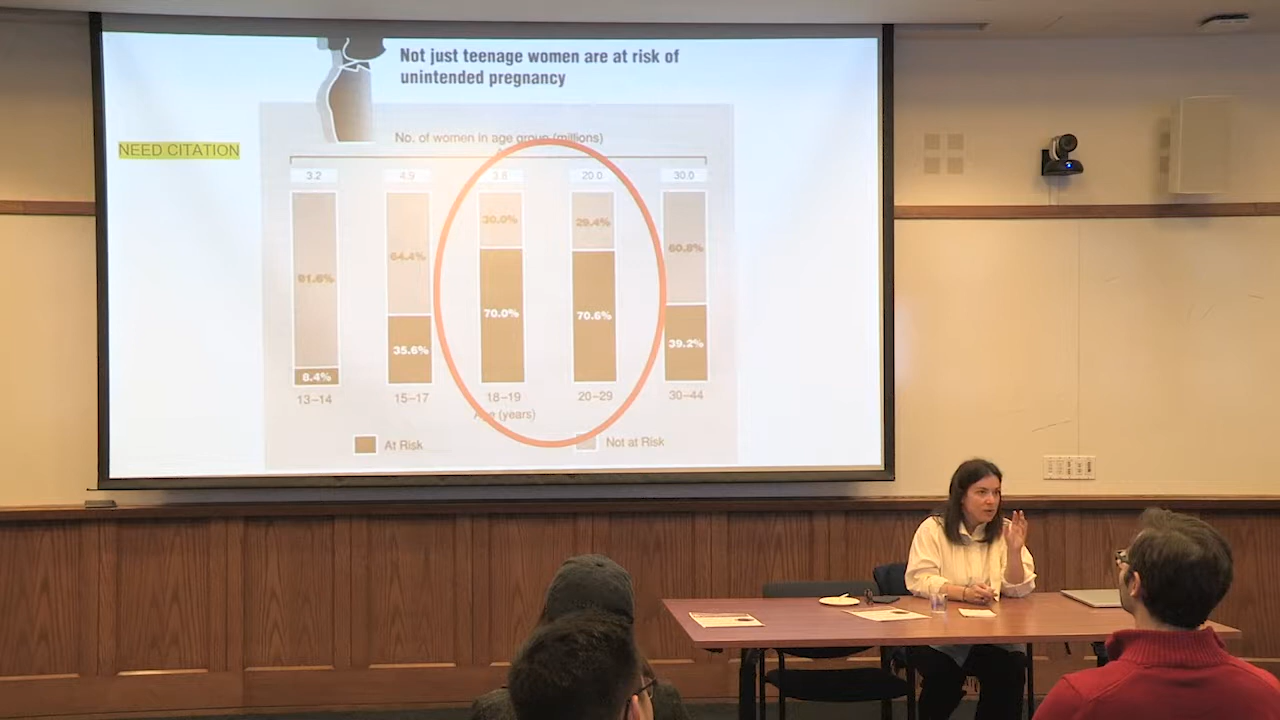 Not just teenage women are at risk of
unintended pregnancy
NEED CITATION
No. of women in age group (millions)
3.2 4.9 3.8 20.0 30.0
91.6% 64.4% 30.0% 29.4% 60.8%
8.4% 35.6% 70.0% 70.6% 39.2%
13–14 15–17 18–19 20–29 30–44
Age (years)
At Risk Not at Risk